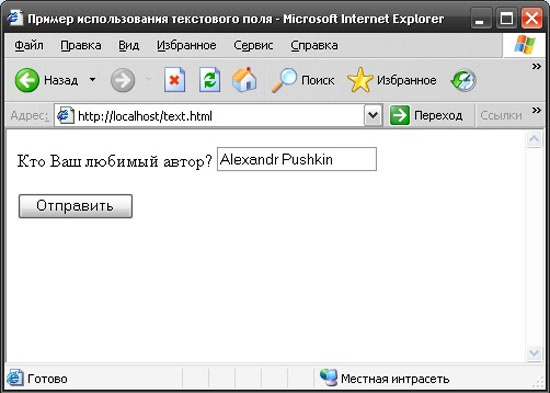 Пример использования текстового поля - Microsoft Internet Explorer
Файл Правка Вид Избранное Сервис Справка
Назад Поиск Избранное »
Адрес: http://localhost/text.html Переход Ссылки »
Кто Ваш любимый автор? Alexandr Pushkin
Отправить
Готово Местная интрасеть